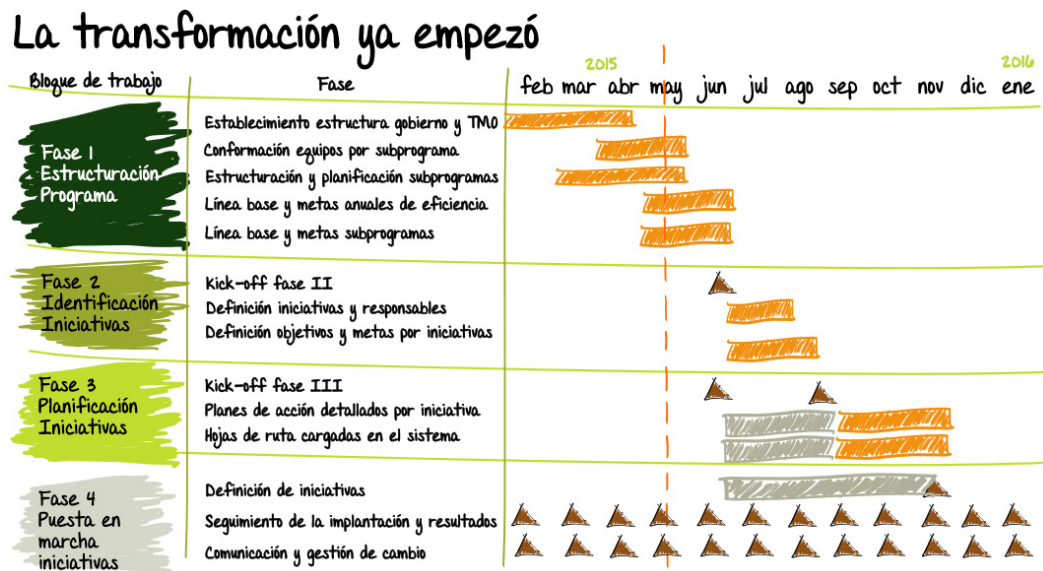 La transformación ya empezó
2015
2016
Bloque de trabajo
Fase
feb mar abr may jun jul ago sep oct nov dic ene
Fase 1
Estructuración
Programa
Establecimiento estructura gobierno y TMO
Conformación equipos por subprograma
Estructuración y planificación subprogramas
Línea base y metas anuales de eficiencia
Línea base y metas subprogramas
Fase 2
Identificación
Iniciativas
Kick-off fase II
Definición iniciativas y responsables
Definición objetivos y metas por iniciativas
Fase 3
Planificación
Iniciativas
Kick-off fase III
Planes de acción detallados por iniciativa
Hojas de ruta cargadas en el sistema
Fase 4
Puesta en
marcha
iniciativas
Definición de iniciativas
Seguimiento de la implantación y resultados
Comunicación y gestión de cambio